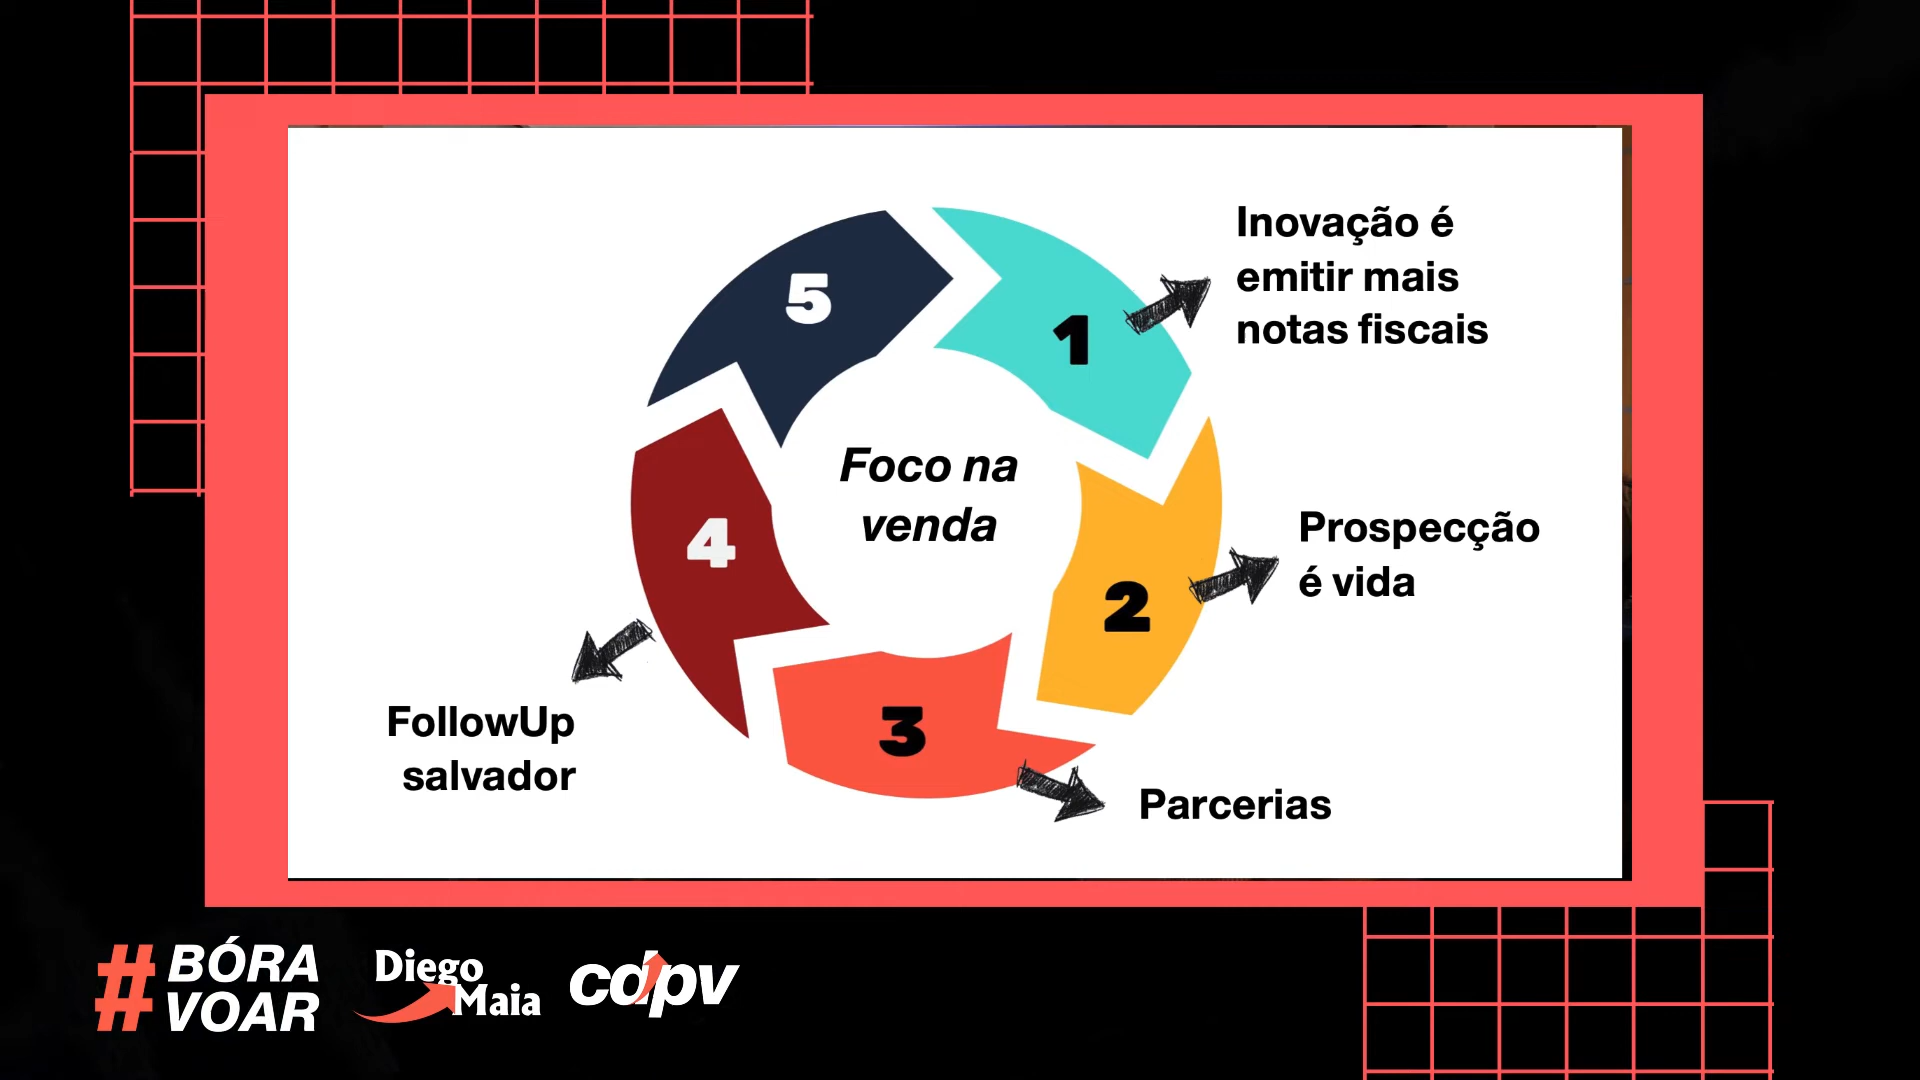 5
1
Inovação é
emitir mais
notas fiscais
Foco na
venda
4
2
Prospecção
é vida
FollowUp
salvador
3
Parcerias
#BÓRA
VOAR
Diego
Maia
cdpv